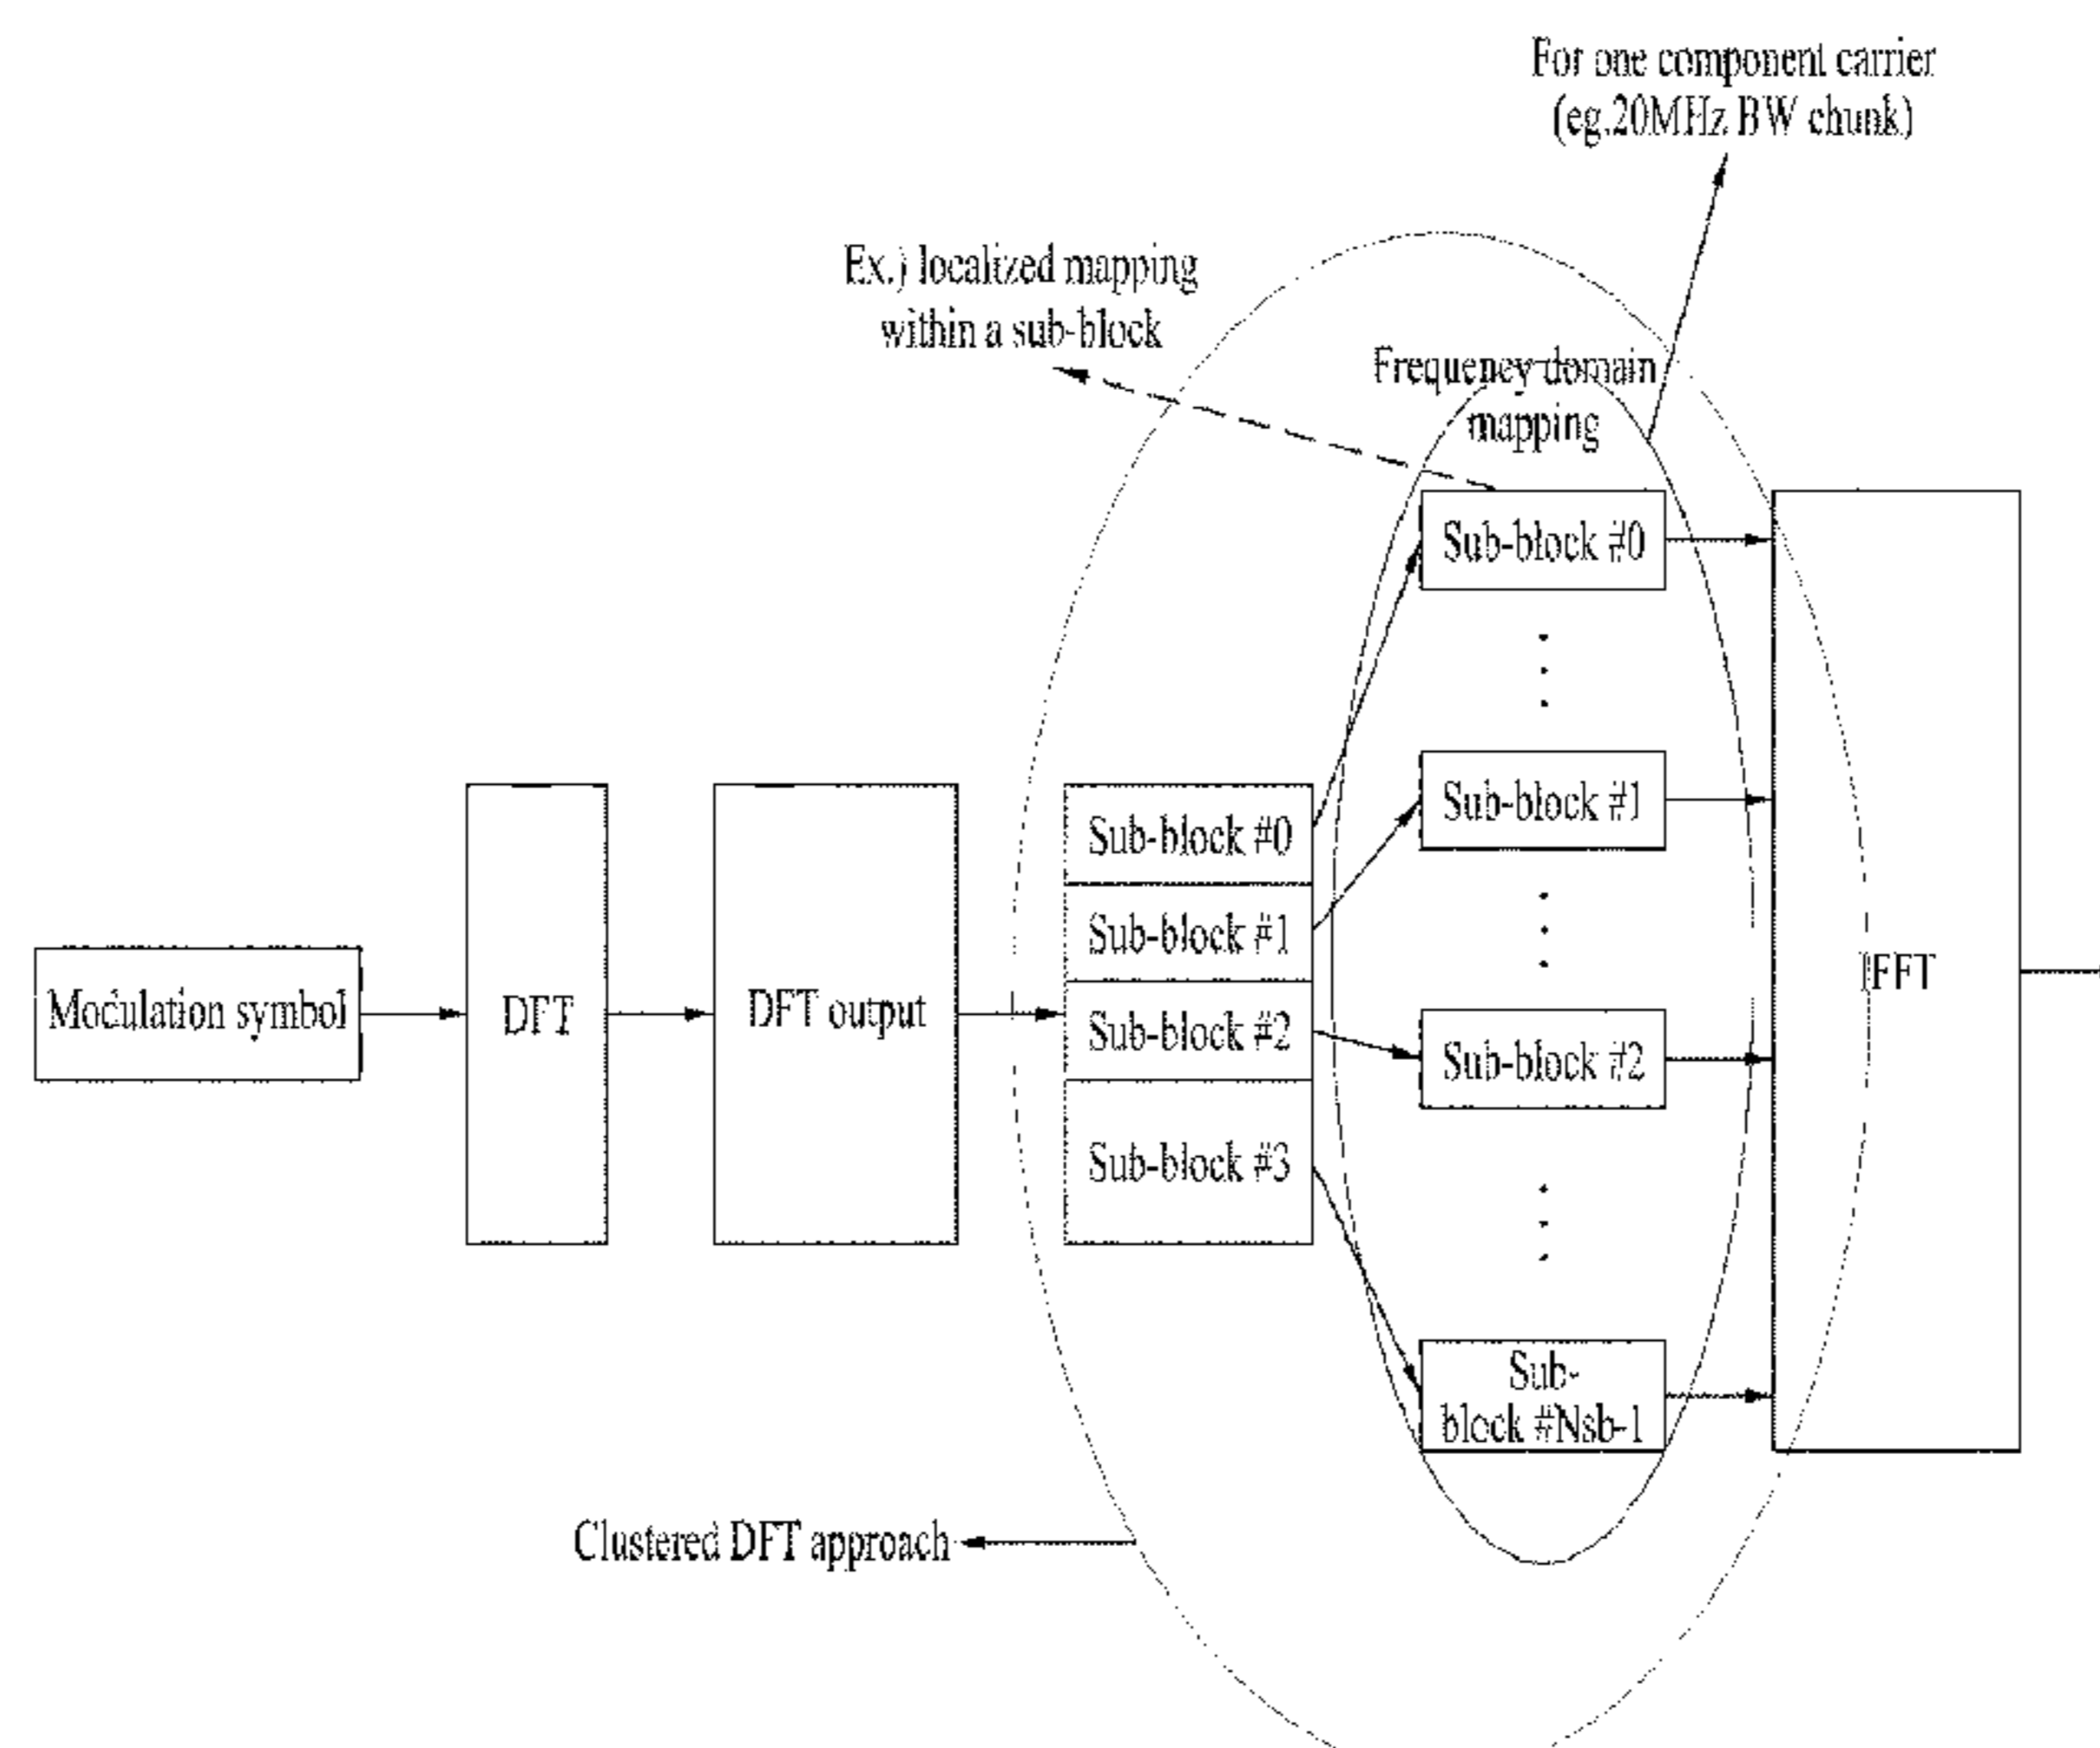 For one component carrier
(eg.20MHz BW chunk)
Ex.) localized mapping
within a sub-block
Frequency domain
mapping
Sub-block #0
Sub-block #1
Sub-block #2
Sub-
block #Nsb-1
Sub-block #0
Sub-block #1
Sub-block #2
Sub-block #3
Modulation symbol
DFT
DFT output
IFFT
Clustered DFT approach